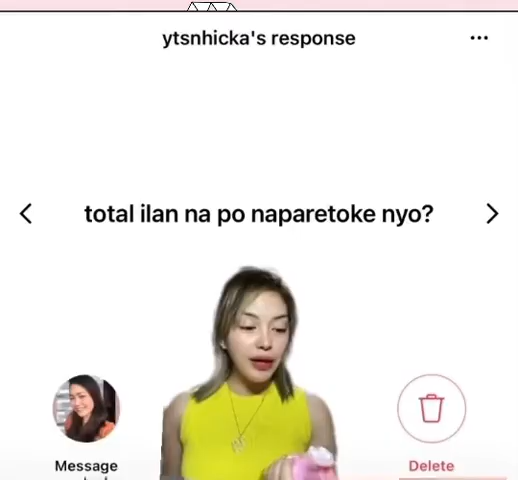 ytsnhicka's response
total ilan na po naparetoke nyo?
Message
Delete